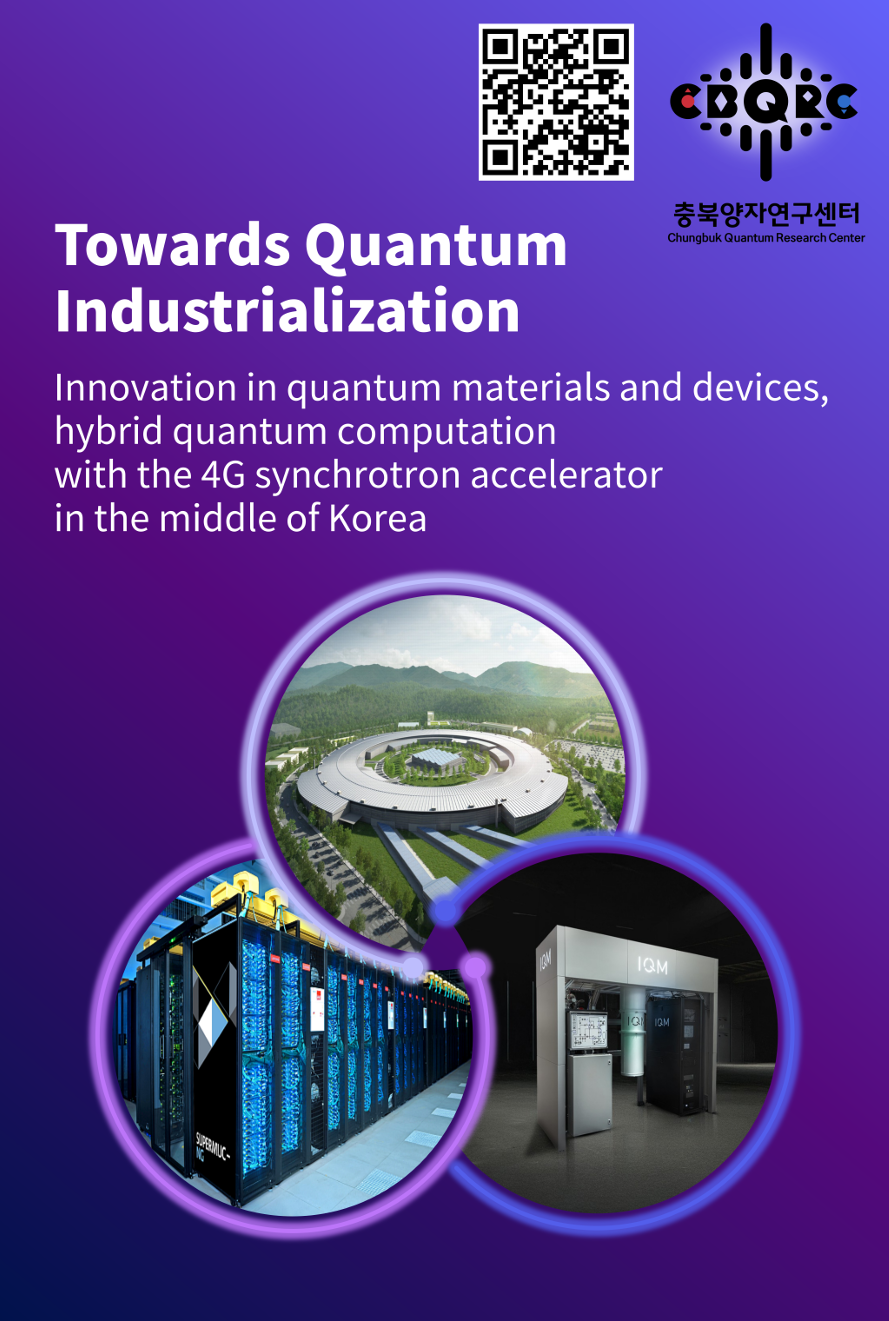 CBQRC
충북양자연구센터
Chungbuk Quantum Research Center
Towards Quantum
Industrialization
Innovation in quantum materials and devices,
hybrid quantum computation
with the 4G synchrotron accelerator
in the middle of Korea
SUPERMUC-
NG
IQM
IQM
IQM
IQM